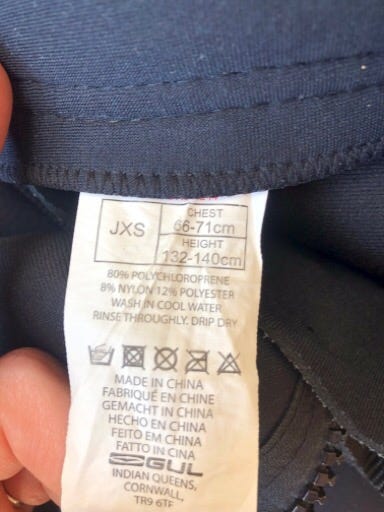 JXS
CHEST
66-71cm
HEIGHT
132-140cm
80% POLYCHLOROPRENE
8% NYLON 12% POLYESTER
WASH IN COOL WATER
RINSE THROUGHLY. DRIP DRY
MADE IN CHINA
FABRIQUÉ EN CHINE
GEMACHT IN CHINA
HECHO EN CHINA
FEITO EM CHINA
FATTO IN CINA
GUL
INDIAN QUEENS,
CORNWALL,
TR9 6TF